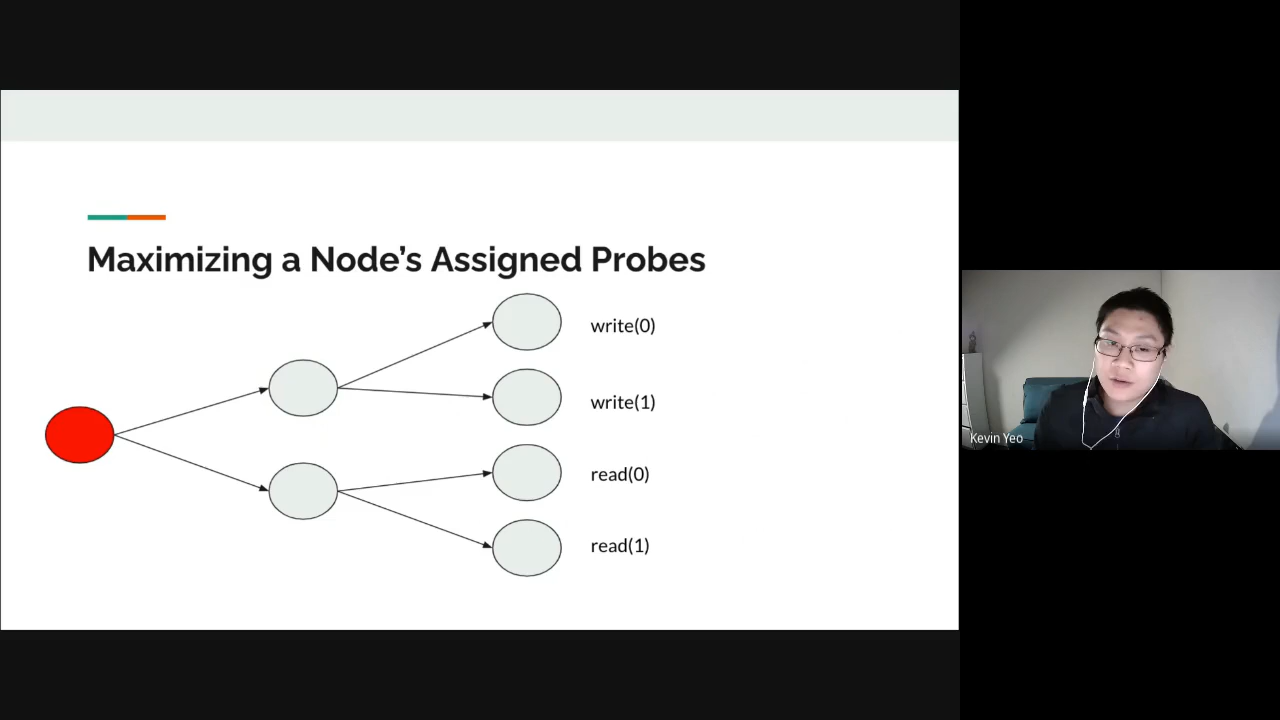 Maximizing a Node’s Assigned Probes
write(0)
write(1)
read(0)
read(1)
Kevin Yeo